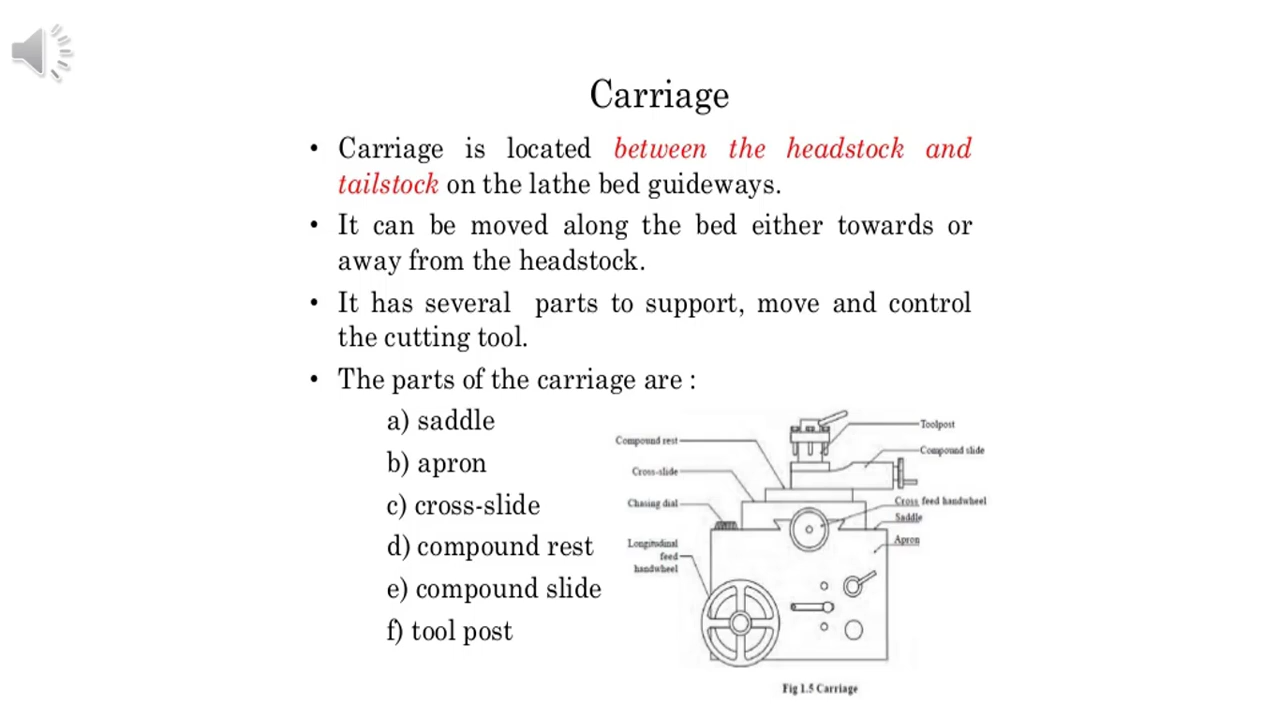 Carriage
• Carriage is located between the headstock and
tailstock on the lathe bed guideways.
• It can be moved along the bed either towards or
away from the headstock.
• It has several parts to support, move and control
the cutting tool.
• The parts of the carriage are :
a) saddle
b) apron
c) cross-slide
d) compound rest
e) compound slide
f) tool post
Compound rest
Cross-slide
Chasing dial
Longitudinal
feed
handwheel
Toolpost
Compound slide
Cross feed handwheel
Saddle
Apron
Fig 1.5 Carriage